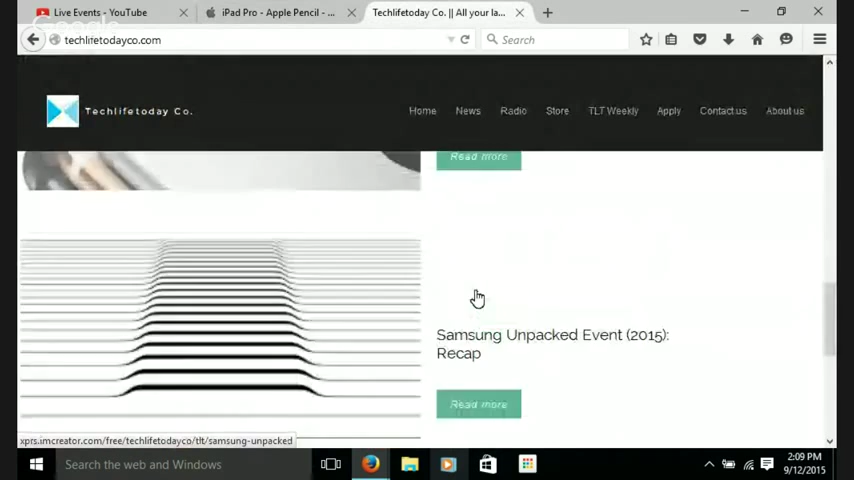 Live Events - YouTube
iPad Pro - Apple Pencil - ...
Techlifetoday Co. || All your la...
Google
techlifetodayco.com
Search
Techlifetoday Co.
Home
News
Radio
Store
TLT Weekly
Apply
Contact us
About us
Read more
Samsung Unpacked Event (2015):
Recap
Read more
xprs.imcreator.com/free/techlifetodayco/tlt/samsung-unpacked
Search the web and Windows
2:09 PM
9/12/2015